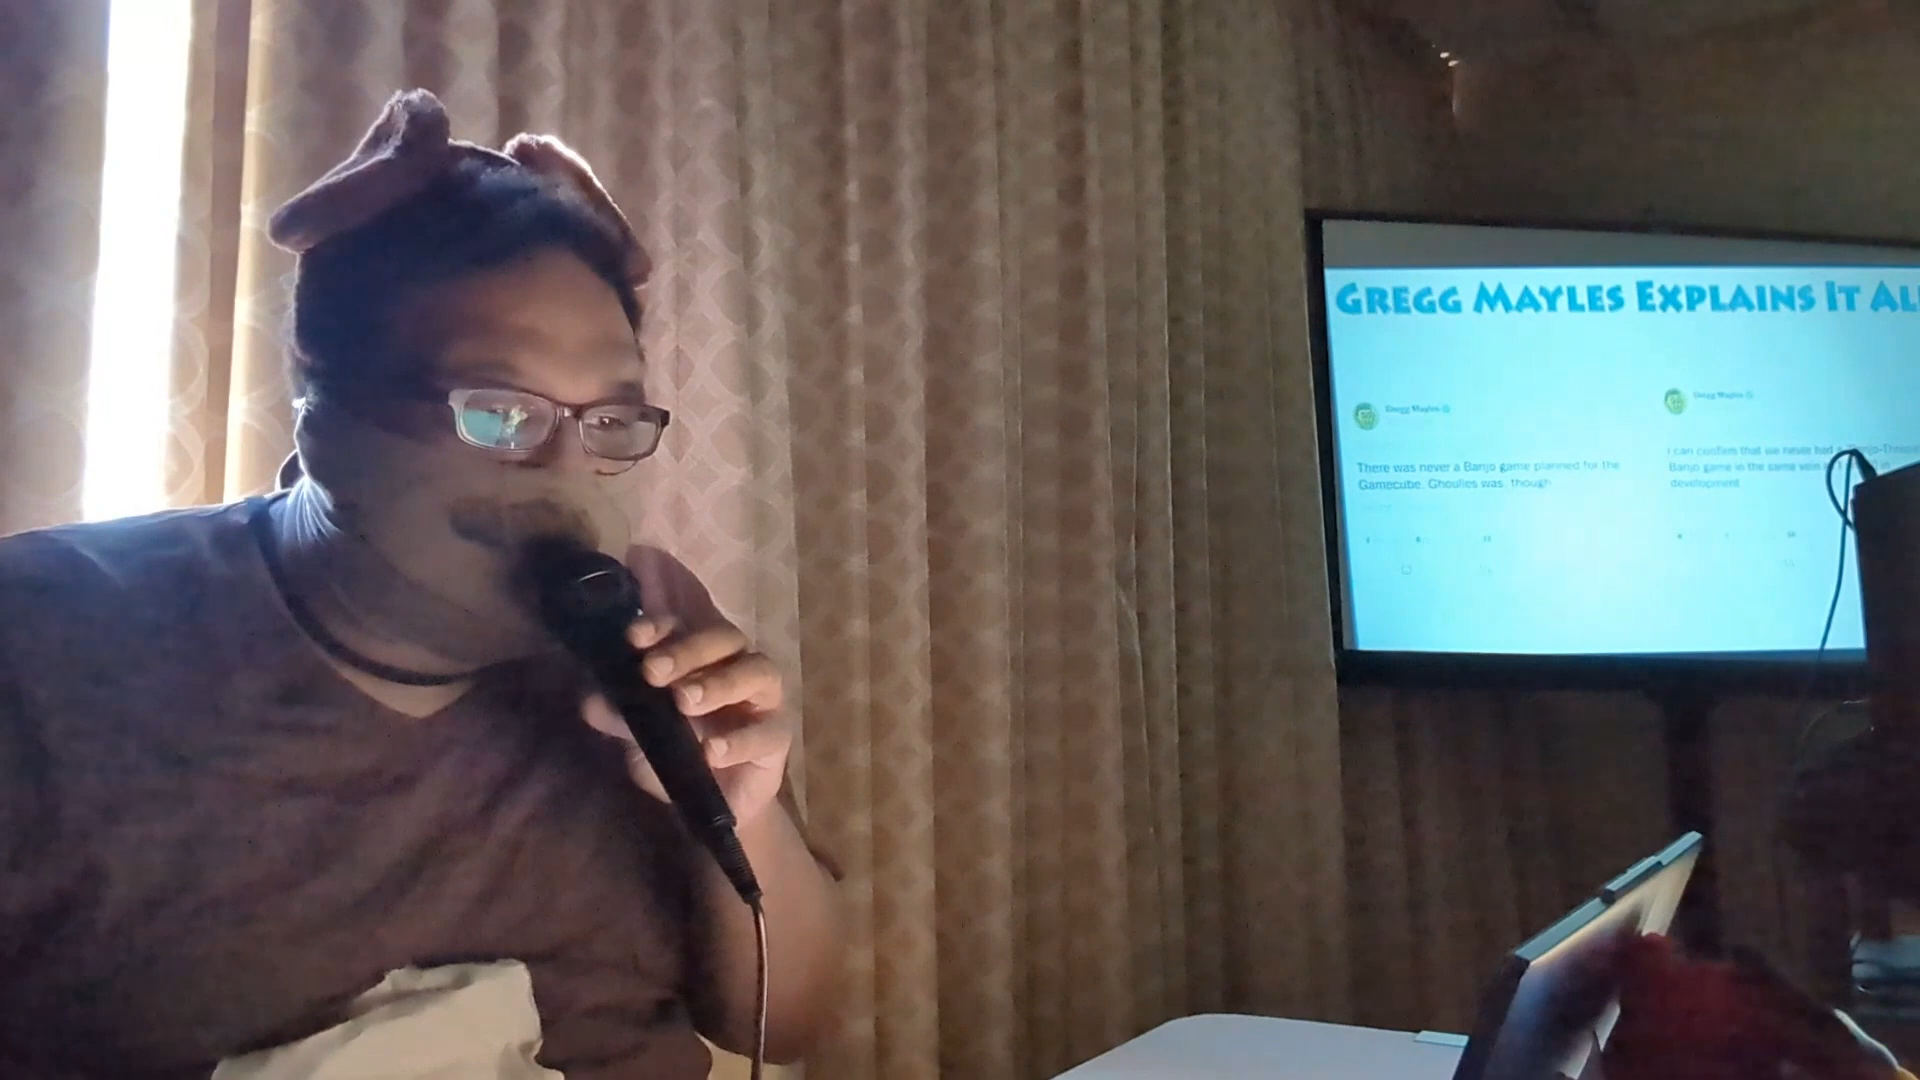 GREGG MAYLES EXPLAINS IT AL
Gregg Mayles
There was never a Banjo game planned for the
Gamecube. Ghoulies was, though
Gregg Mayles
I can confirm that we never had a
Banjo game in the same vein in
development